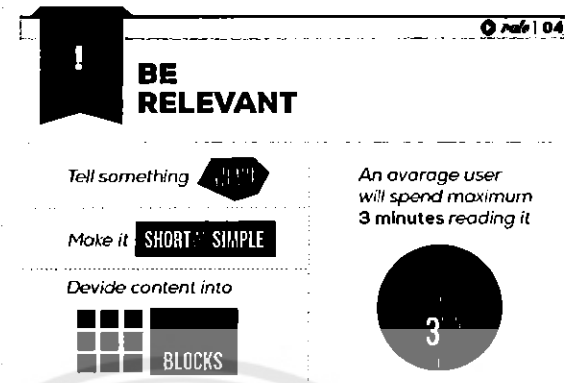 rule | 04
!
BE
RELEVANT
Tell something
Make it SHORT SIMPLE
Devide content into
BLOCKS
An avarage user
will spend maximum
3 minutes reading it
3